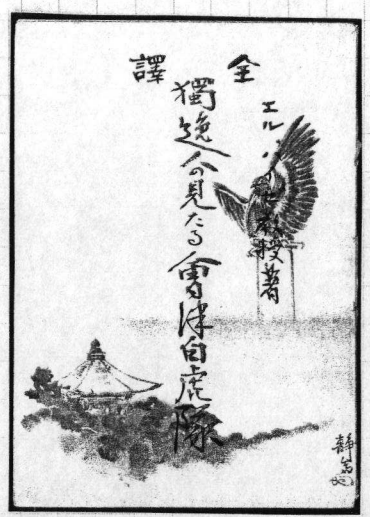 全譯
エル、教授著
獨逸人の見たる會津白虎隊